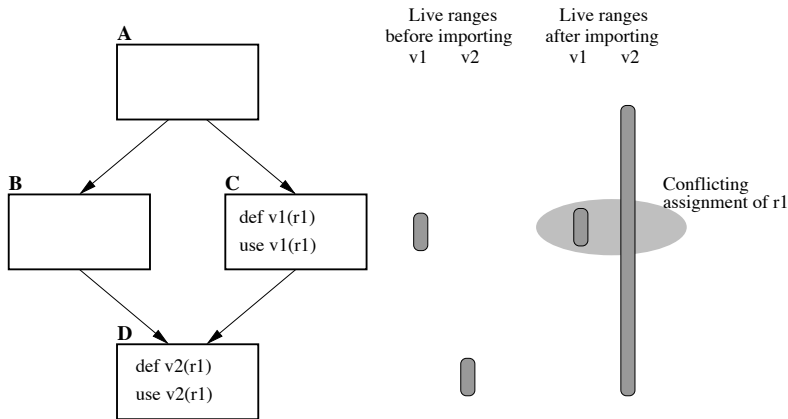 A
B
C
def v1(r1)
use v1(r1)
D
def v2(r1)
use v2(r1)
Live ranges
before importing
v1
v2
Live ranges
after importing
v1
v2
Conflicting
assignment of r1